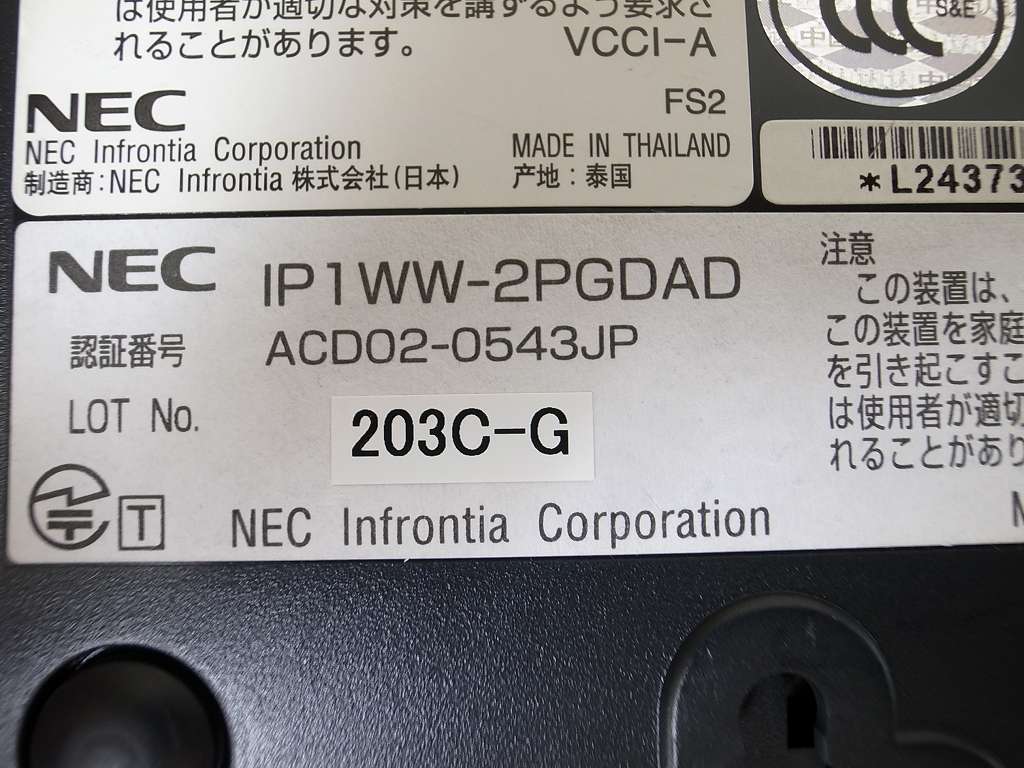 は使用者が適切な対策を講ずるよう要求さ
れることがあります。 VCCI-A
NEC FS2
NEC Infrontia Corporation MADE IN THAILAND
制造商:NEC Infrontia 株式会社(日本) 产地:泰国
S&E
*L24373
NEC IP1WW-2PGDAD
認証番号 ACD02-0543JP
LOT No. 203C-G
T NEC Infrontia Corporation
注意
この装置は、
この装置を家庭
を引き起こすこ
は使用者が適切
れることがあり